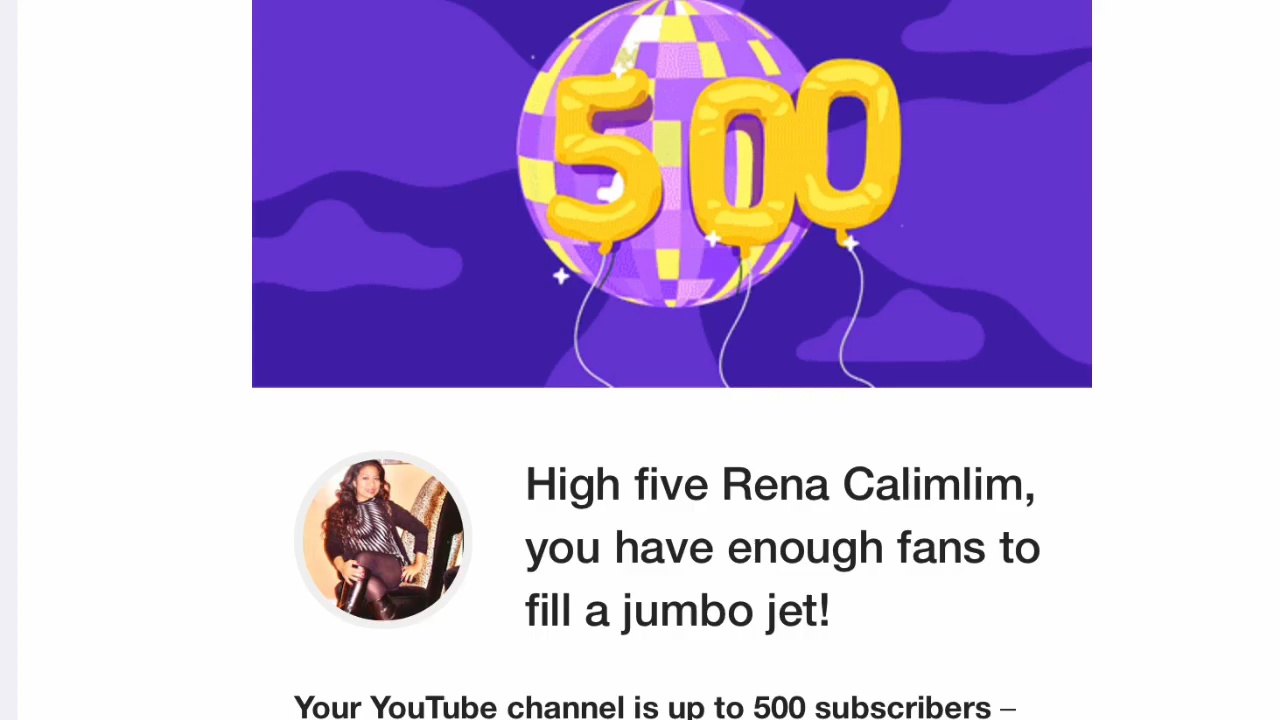 500
High five Rena Calimlim,
you have enough fans to
fill a jumbo jet!
Your YouTube channel is up to 500 subscribers –